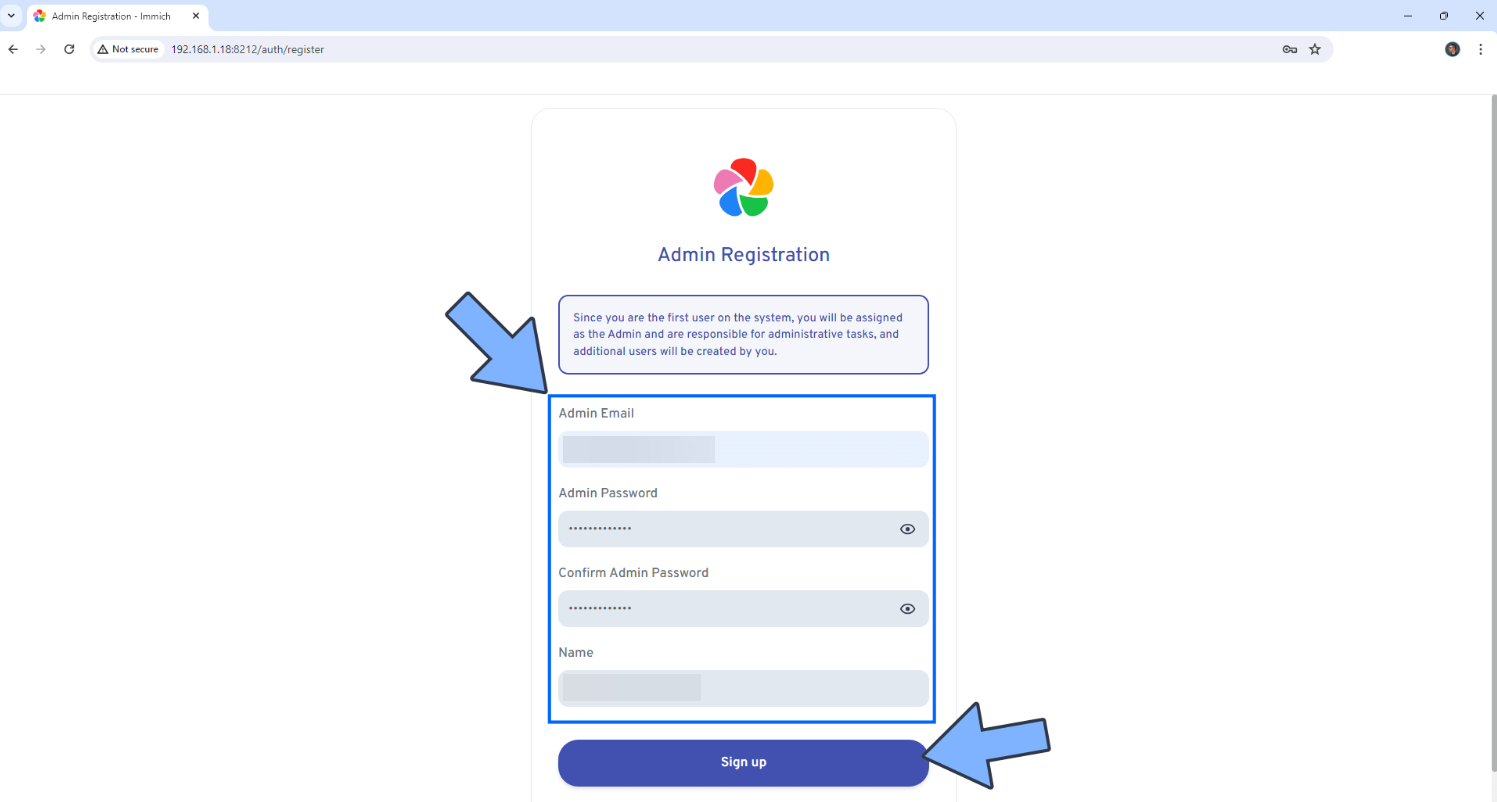 Admin Registration - Immich
Not secure
192.168.1.18:8212/auth/register
Admin Registration
Since you are the first user on the system, you will be assigned
as the Admin and are responsible for administrative tasks, and
additional users will be created by you.
Admin Email
Admin Password
•••••••••••••
Confirm Admin Password
•••••••••••••
Name
Sign up